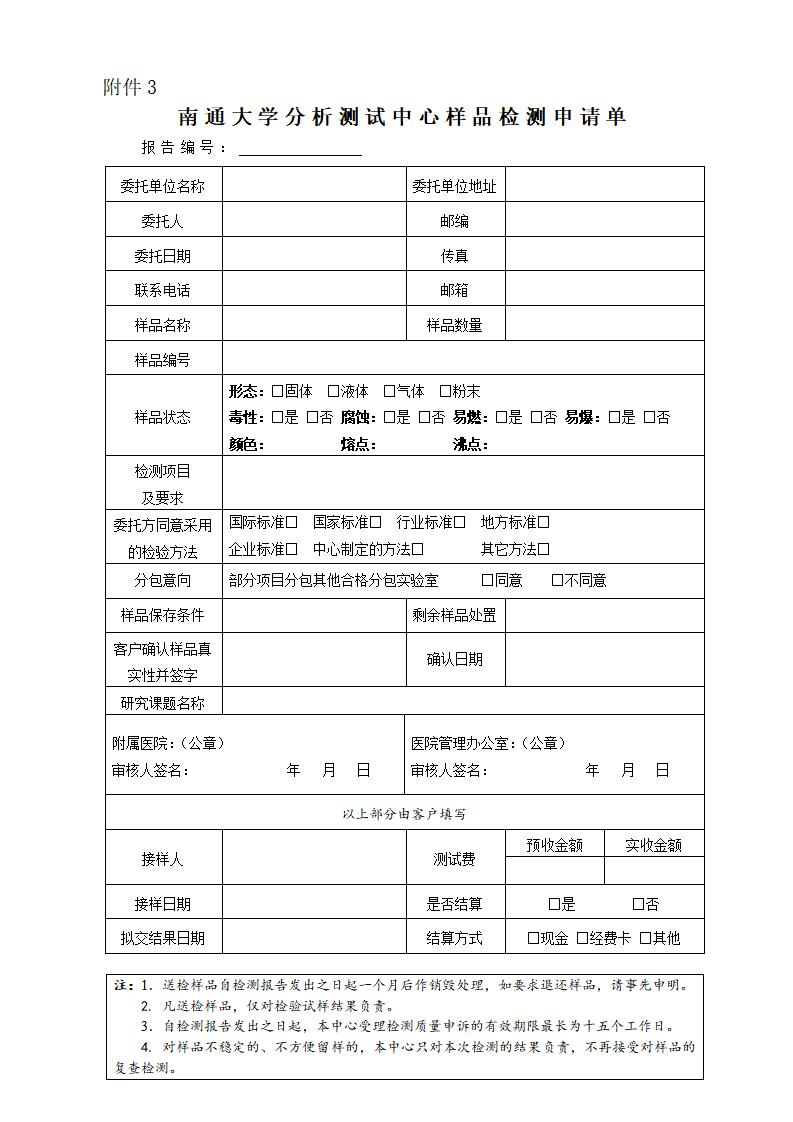 附件 3
南通大学分析测试中心样品检测申请单
报告编号：
委托单位名称 委托单位地址
委托人 邮编
委托日期 传真
联系电话 邮箱
样品名称 样品数量
样品编号
样品状态
形态：□固体 □液体 □气体 □粉末
毒性：□是 □否 腐蚀：□是 □否 易燃：□是 □否 易爆：□是 □否
颜色： 熔点： 沸点：
检测项目
及要求
委托方同意采用
的检验方法
国际标准□ 国家标准□ 行业标准□ 地方标准□
企业标准□ 中心制定的方法□ 其它方法□
分包意向 部分项目分包其他合格分包实验室 □同意 □不同意
样品保存条件 剩余样品处置
客户确认样品真
实性并签字
确认日期
研究课题名称
附属医院：（公章）
审核人签名： 年 月 日
医院管理办公室：（公章）
审核人签名： 年 月 日
以上部分由客户填写
接样人 测试费 预收金额 实收金额
接样日期 是否结算 □是 □否
拟交结果日期 结算方式 □现金 □经费卡 □其他
注：1. 送检样品自检测报告发出之日起一个月后作销毁处理，如要求退还样品，请事先申明。
2. 凡送检样品，仅对检验试样结果负责。
3. 自检测报告发出之日起，本中心受理检测质量申诉的有效期限最长为十五个工作日。
4. 对样品不稳定的、不方便留样的，本中心只对本次检测的结果负责，不再接受对样品的
复查检测。